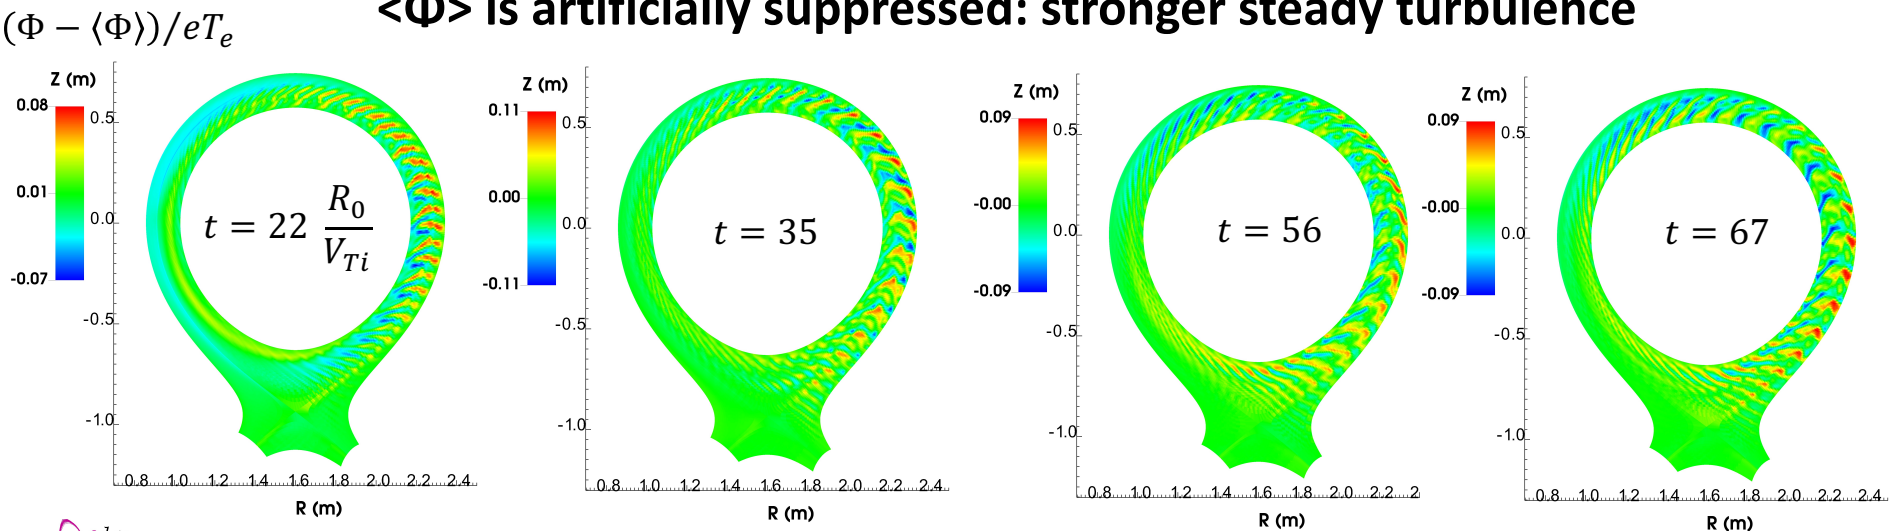 <Φ> is artificially suppressed: stronger steady turbulence
(Φ − ⟨Φ⟩)/eT_e
Z (m)
0.08
0.01
-0.07
0.5
0.0
-0.5
-1.0
t = 22 R_0/V_{Ti}
0.8 1.0 1.2 1.4 1.6 1.8 2.0 2.2 2.4
R (m)
Z (m)
0.11
0.00
-0.11
0.5
0.0
-0.5
-1.0
t = 35
0.8 1.0 1.2 1.4 1.6 1.8 2.0 2.2 2.4
R (m)
Z (m)
0.09
-0.00
-0.09
0.5
0.0
-0.5
-1.0
t = 56
0.8 1.0 1.2 1.4 1.6 1.8 2.0 2.2 2
R (m)
Z (m)
0.09
-0.00
-0.09
0.5
0.0
-0.5
-1.0
t = 67
0.8 1.0 1.2 1.4 1.6 1.8 2.0 2.2 2.4
R (m)